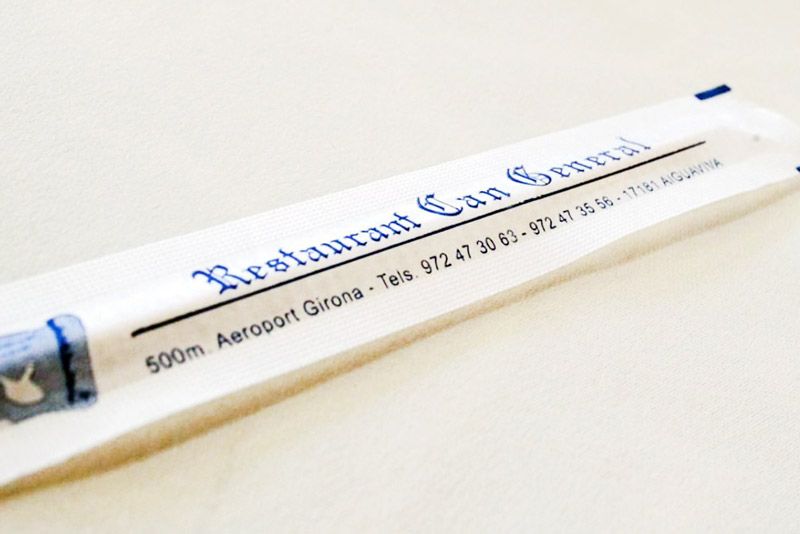 Restaurant Can General
500m. Aeroport Girona - Tels. 972 47 30 63 - 972 47 35 56 - 17181 AIGUAVIVA